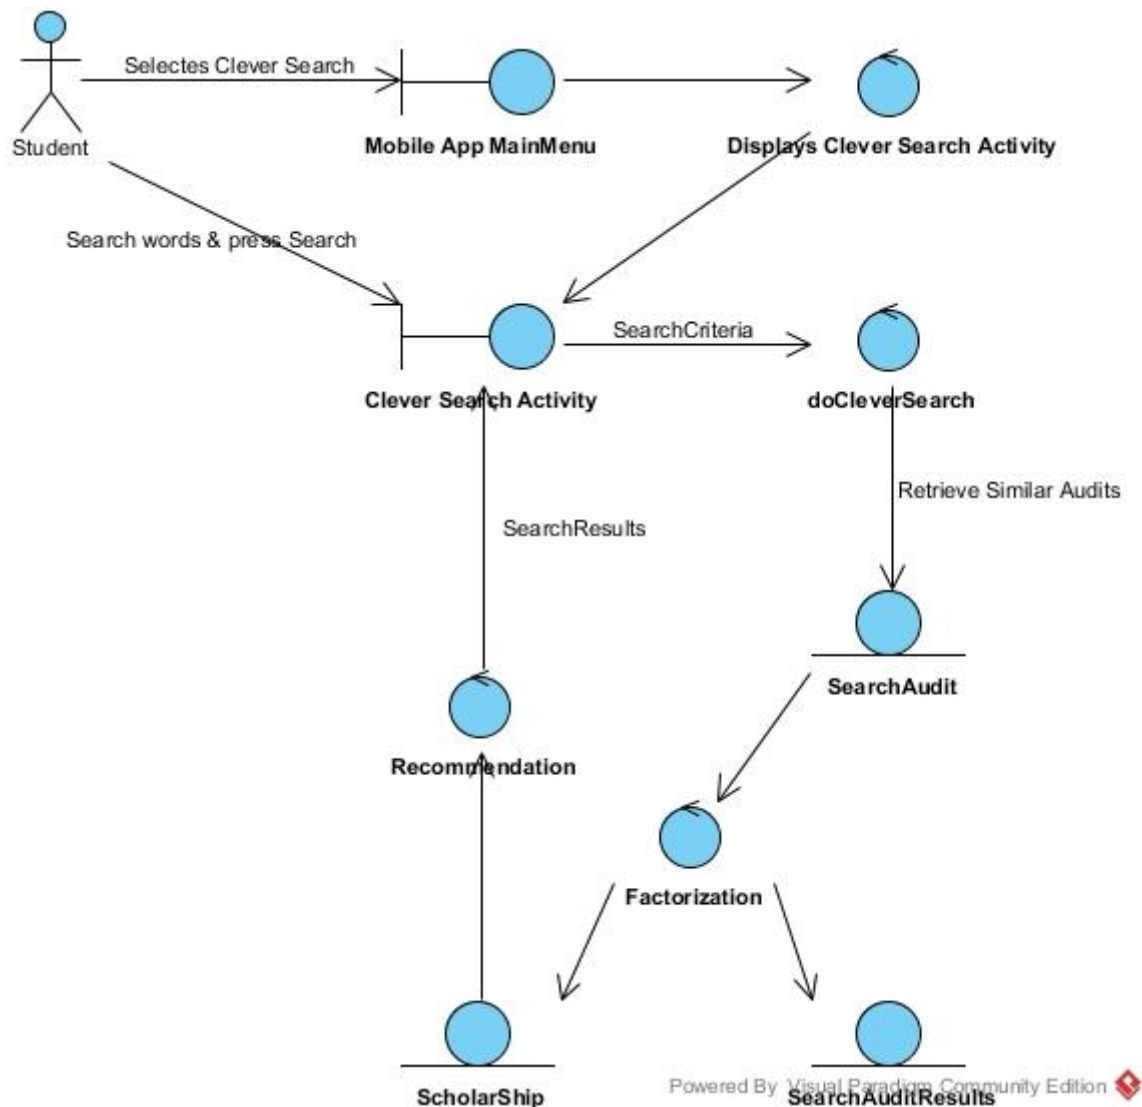 Selectes Clever Search
Student
Mobile App MainMenu
Displays Clever Search Activity
Search words & press Search
SearchCriteria
Clever Search Activity
doCleverSearch
Retrieve Similar Audits
SearchResults
SearchAudit
Recommendation
Factorization
ScholarShip
SearchAuditResults
Powered By Visual Paradigm Community Edition